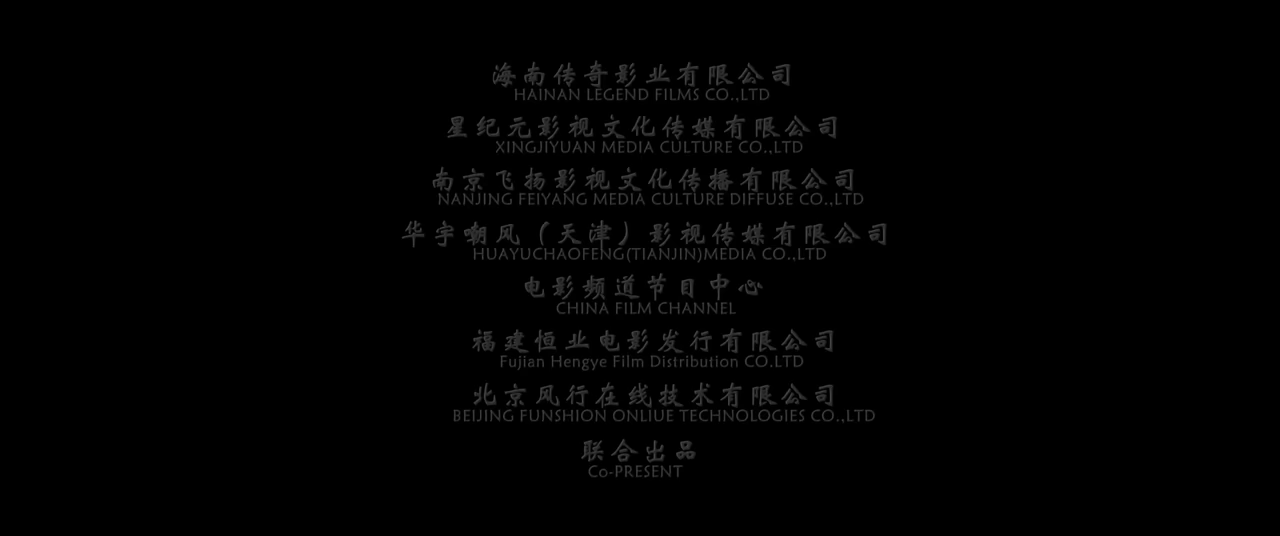 海南传奇影业有限公司
HAINAN LEGEND FILMS CO.,LTD
星纪元影视文化传媒有限公司
XINGJIYUAN MEDIA CULTURE CO.,LTD
南京飞扬影视文化传播有限公司
NANJING FEIYANG MEDIA CULTURE DIFFUSE CO.,LTD
华宇嘲风（天津）影视传媒有限公司
HUAYUCHAOFENG(TIANJIN)MEDIA CO.,LTD
电影频道节目中心
CHINA FILM CHANNEL
福建恒业电影发行有限公司
Fujian Hengye Film Distribution CO.LTD
北京风行在线技术有限公司
BEIJING FUNSHION ONLIUE TECHNOLOGIES CO.,LTD
联合出品
Co-PRESENT